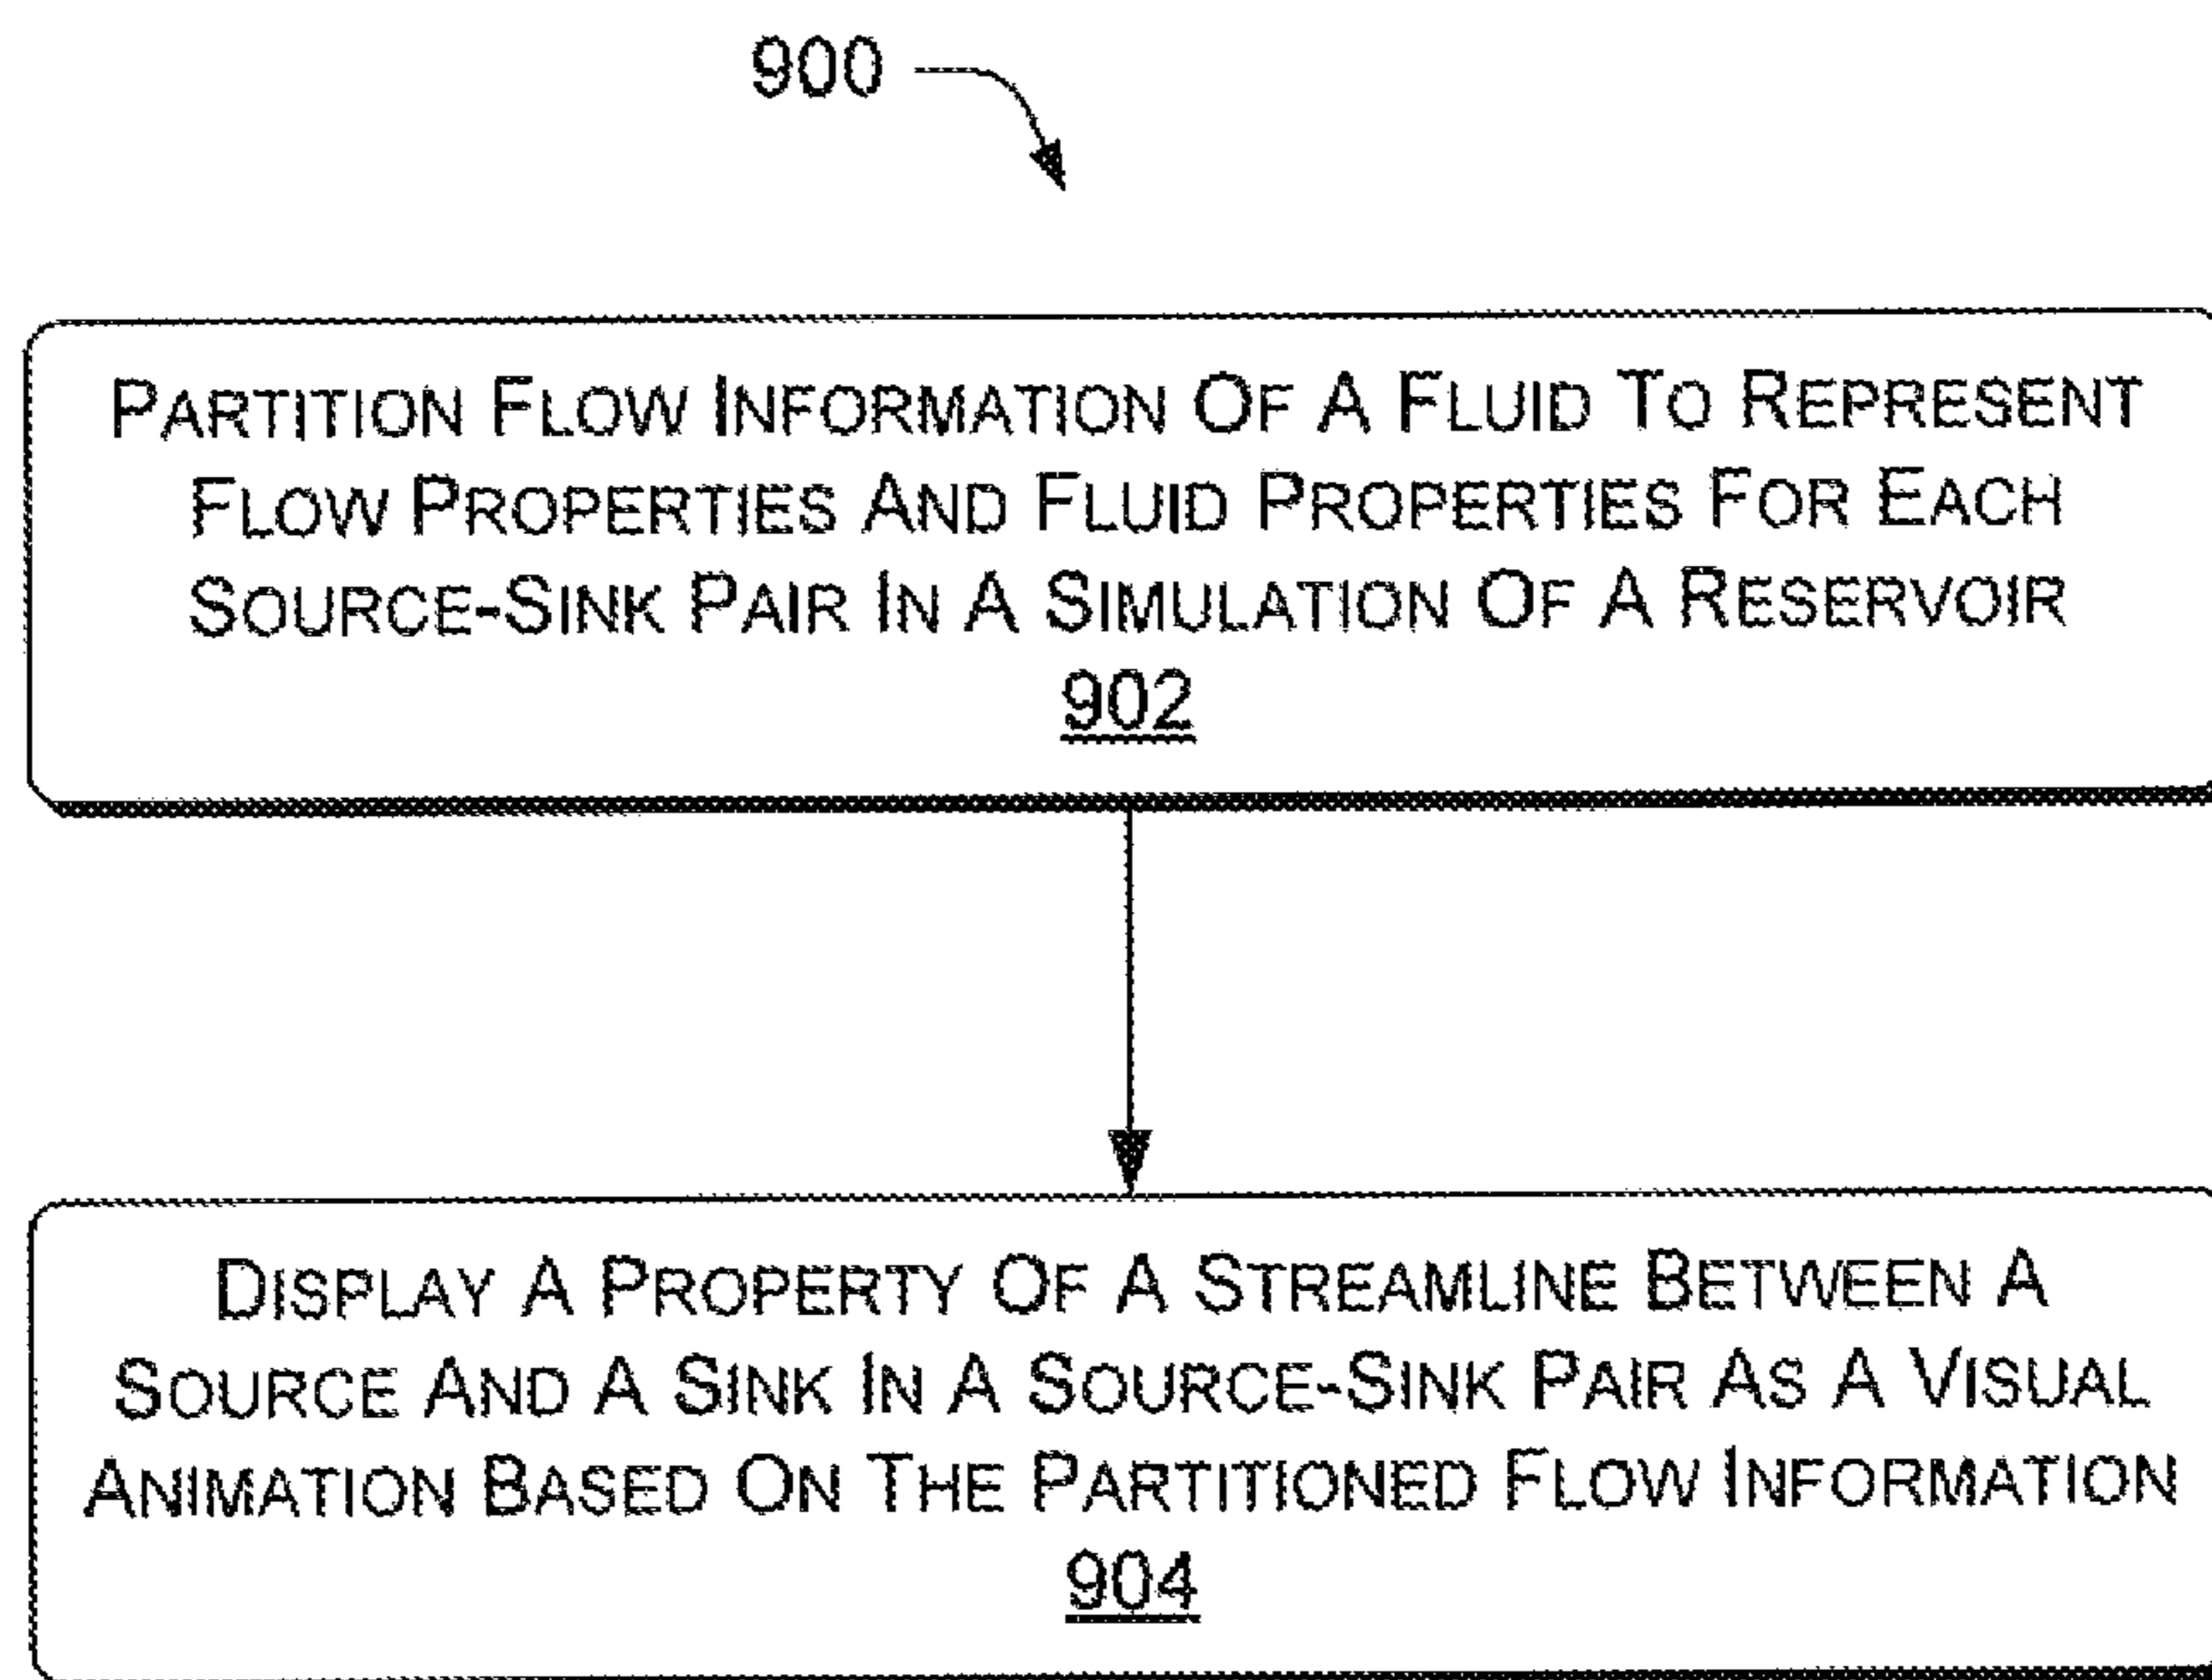 900
PARTITION FLOW INFORMATION OF A FLUID TO REPRESENT
FLOW PROPERTIES AND FLUID PROPERTIES FOR EACH
SOURCE-SINK PAIR IN A SIMULATION OF A RESERVOIR
902
DISPLAY A PROPERTY OF A STREAMLINE BETWEEN A
SOURCE AND A SINK IN A SOURCE-SINK PAIR AS A VISUAL
ANIMATION BASED ON THE PARTITIONED FLOW INFORMATION
904